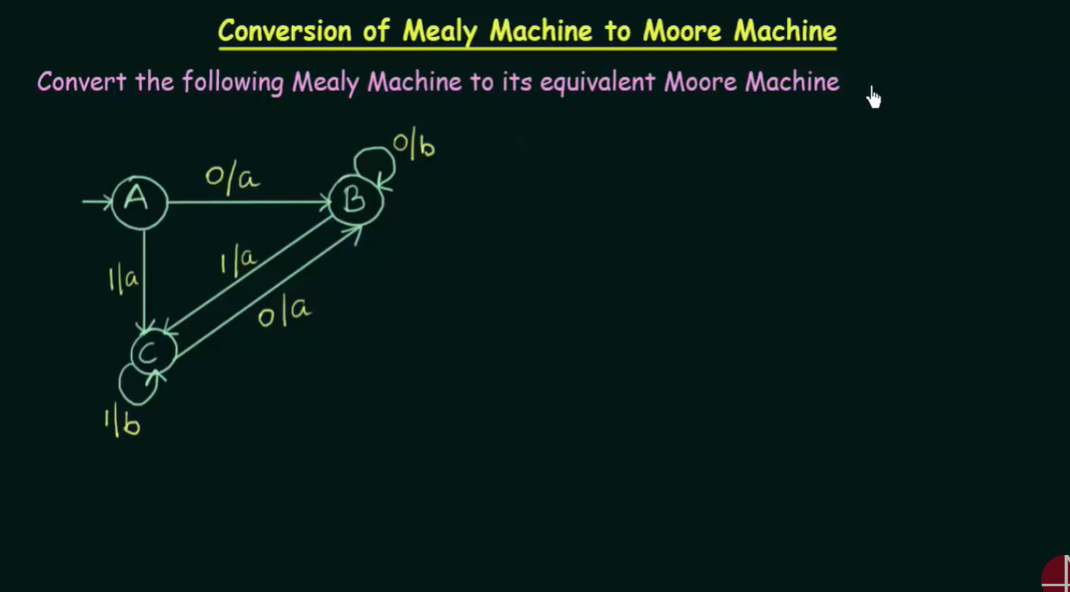 Conversion of Mealy Machine to Moore Machine
Convert the following Mealy Machine to its equivalent Moore Machine
0/b
0/a
A
B
1/a
1/a
0/a
C
1/b